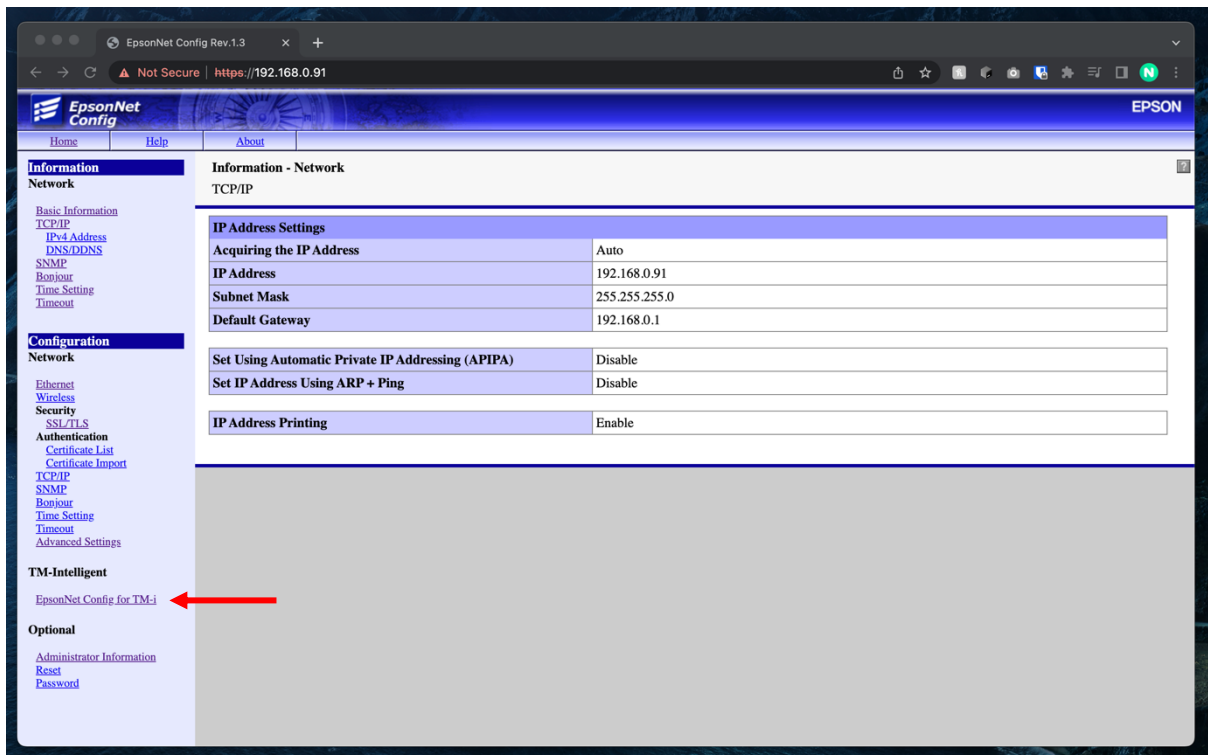 EpsonNet Config Rev.1.3
Not Secure | https://192.168.0.91
N
EpsonNet
Config
EPSON
Home Help About
Information
Network
Basic Information
TCP/IP
IPv4 Address
DNS/DDNS
SNMP
Bonjour
Time Setting
Timeout
Configuration
Network
Ethernet
Wireless
Security
SSL/TLS
Authentication
Certificate List
Certificate Import
TCP/IP
SNMP
Bonjour
Time Setting
Timeout
Advanced Settings
TM-Intelligent
EpsonNet Config for TM-i
Optional
Administrator Information
Reset
Password
Information - Network
?
TCP/IP
IP Address Settings
Acquiring the IP Address Auto
IP Address 192.168.0.91
Subnet Mask 255.255.255.0
Default Gateway 192.168.0.1
Set Using Automatic Private IP Addressing (APIPA) Disable
Set IP Address Using ARP + Ping Disable
IP Address Printing Enable